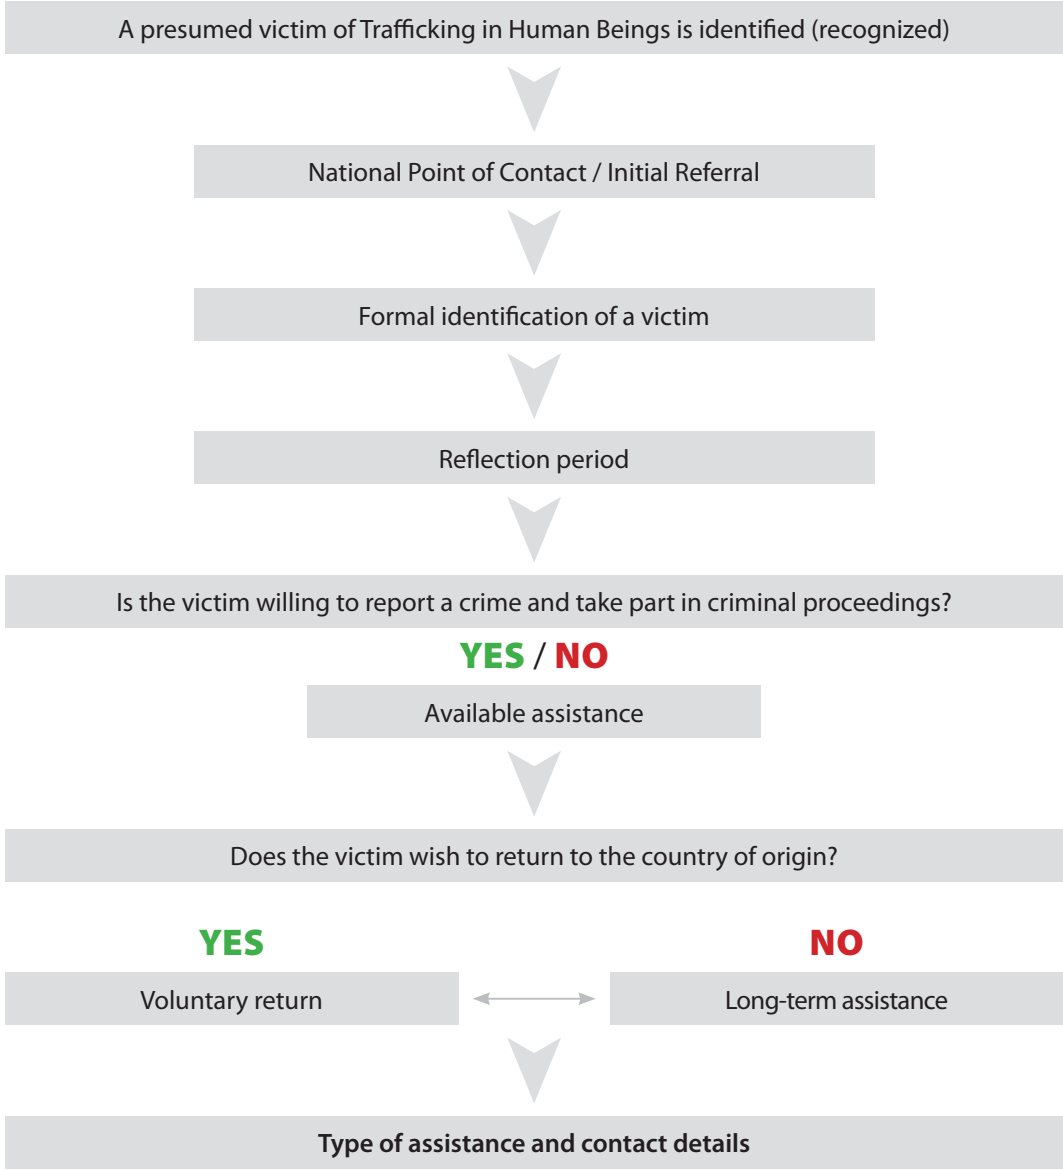 A presumed victim of Trafficking in Human Beings is identified (recognized)
National Point of Contact / Initial Referral
Formal identification of a victim
Reflection period
Is the victim willing to report a crime and take part in criminal proceedings?
YES / NO
Available assistance
Does the victim wish to return to the country of origin?
YES
NO
Voluntary return
Long-term assistance
Type of assistance and contact details